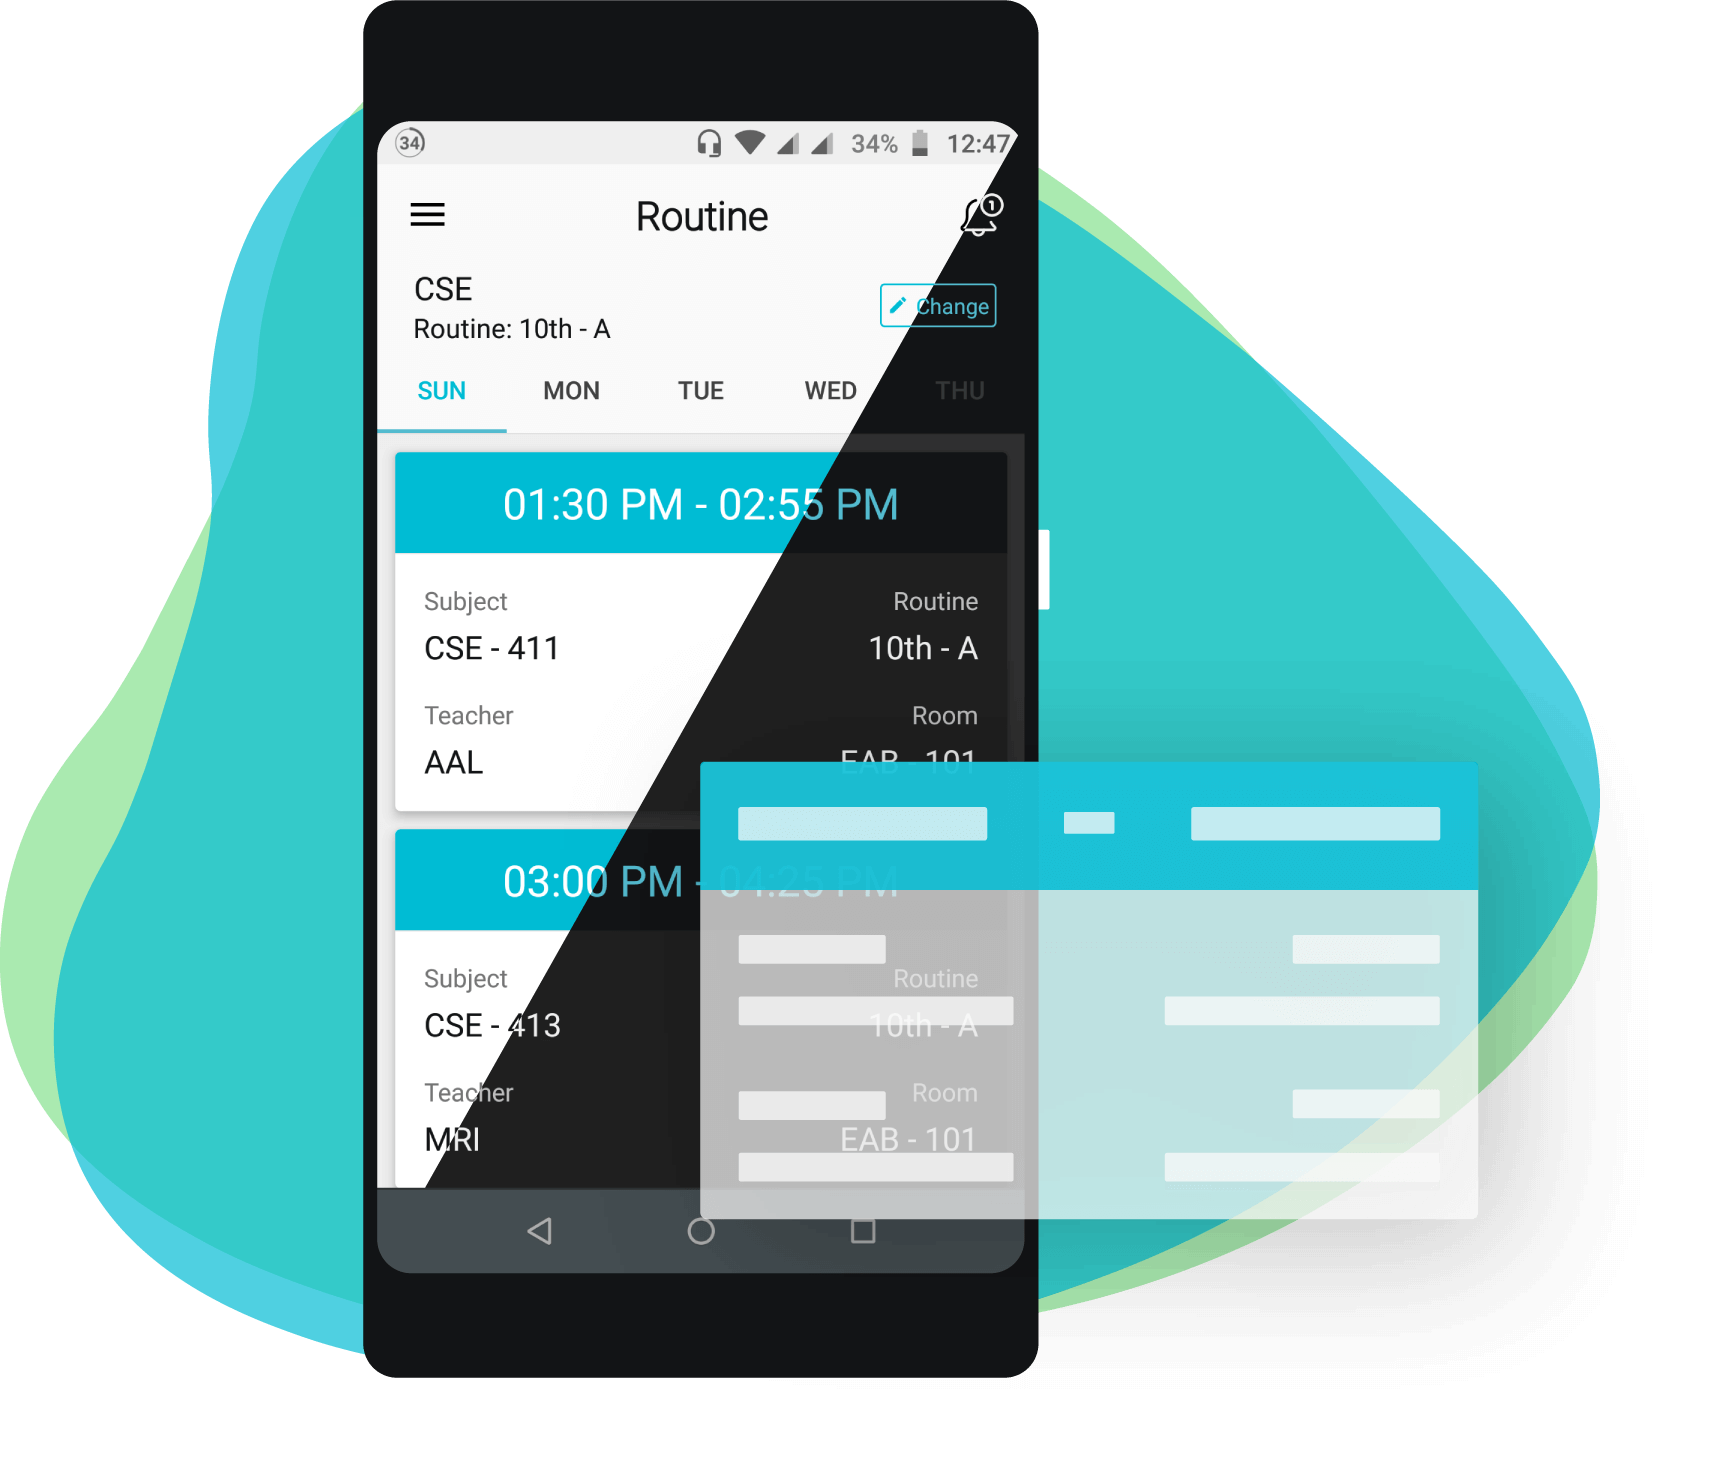 34 34% 12:47
Routine 1
CSE
Routine: 10th - A
Change
SUN MON TUE WED THU
01:30 PM - 02:55 PM
Subject Routine
CSE - 411 10th - A
Teacher Room
AAL EAB - 101
03:00 PM - 04:25 PM
Subject Routine
CSE - 413 10th - A
Teacher Room
MRI EAB - 101